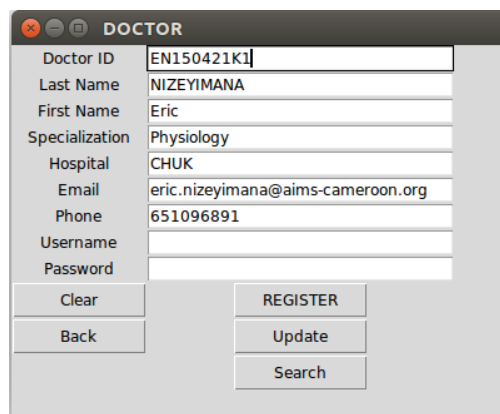 DOCTOR
Doctor ID EN150421K1
Last Name NIZEYIMANA
First Name Eric
Specialization Physiology
Hospital CHUK
Email eric.nizeyimana@aims-cameroon.org
Phone 651096891
Username
Password
Clear REGISTER
Back Update
Search